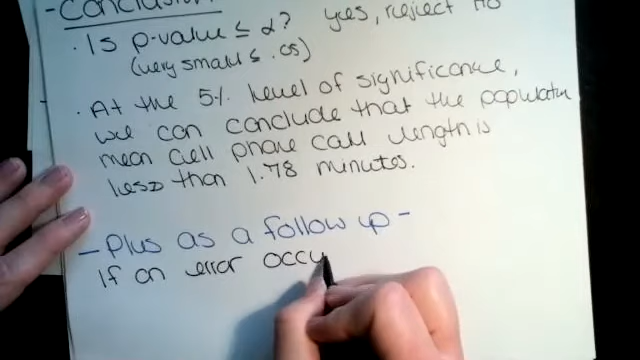 - Conclusion
· Is p-value ≤ α? yes, reject Ho
(very small ≤ .05)
· At the 5% level of significance,
we can conclude that the population
mean cell phone call length is
less than 1.78 minutes.
- Plus as a follow up -
If an error occu